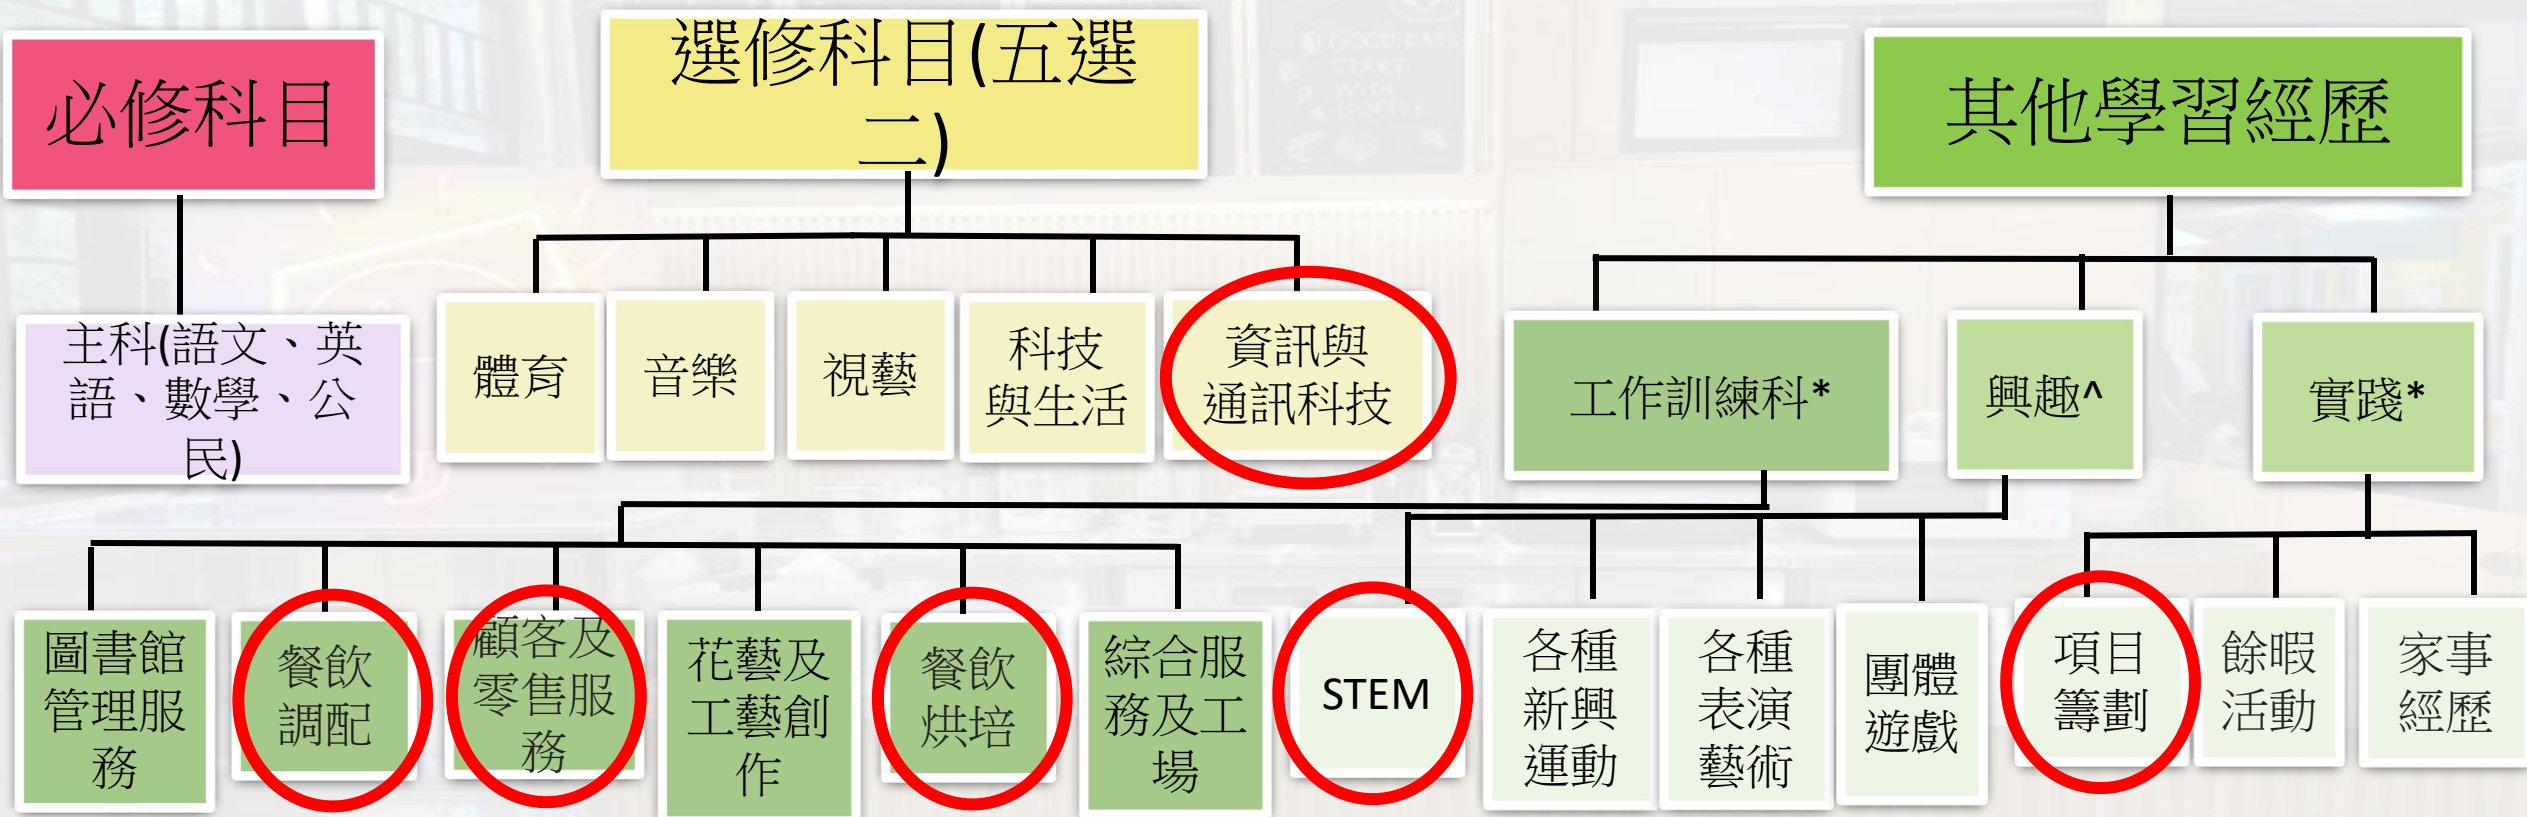 必修科目
選修科目(五選
二)
其他學習經歷
主科(語文、英
語、數學、公
民)
體育
音樂
視藝
科技
與生活
資訊與
通訊科技
工作訓練科*
興趣^
實踐*
圖書館
管理服
務
餐飲
調配
顧客及
零售服
務
花藝及
工藝創
作
餐飲
烘培
綜合服
務及工
場
STEM
各種
新興
運動
各種
表演
藝術
團體
遊戲
項目
籌劃
餘暇
活動
家事
經歷